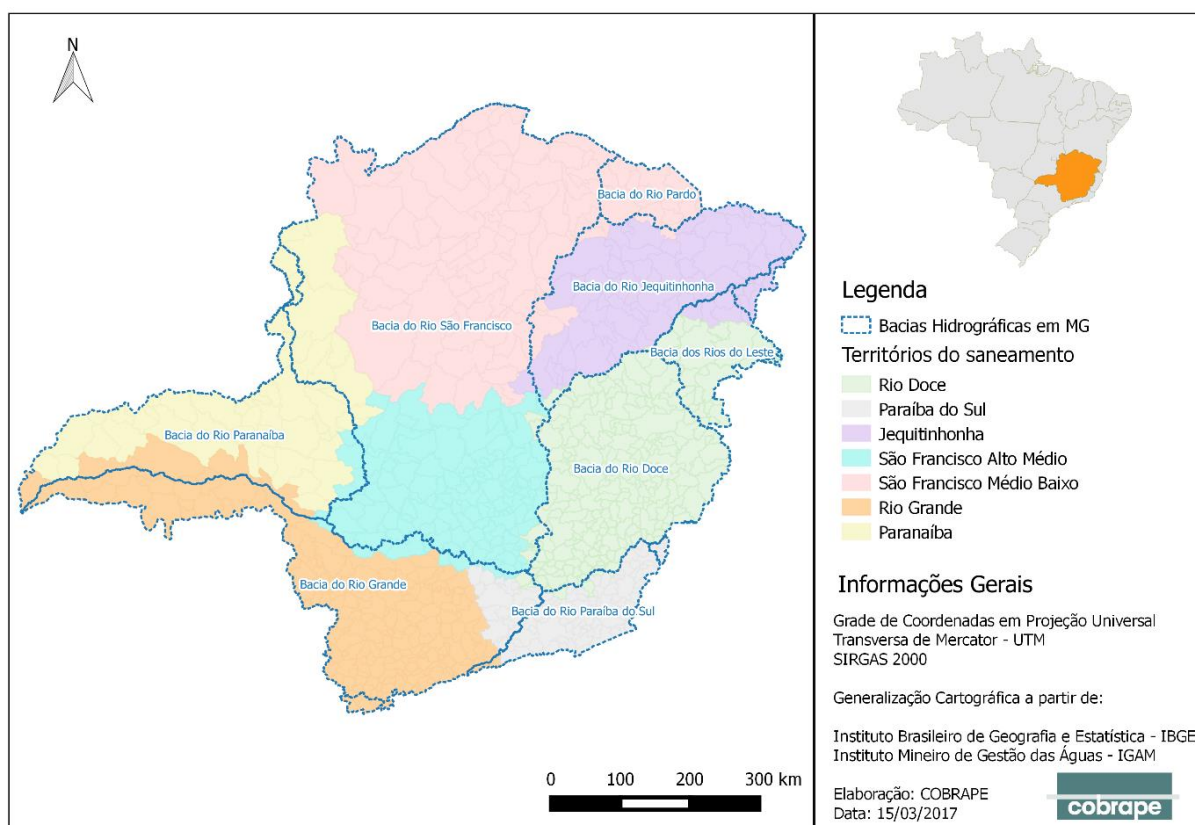 N
Bacia do Rio Pardo
Bacia do Rio Jequitinhonha
Bacia do Rio São Francisco
Bacia dos Rios do Leste
Bacia do Rio Paranaíba
Bacia do Rio Doce
Bacia do Rio Grande
Bacia do Rio Paraíba do Sul
0 100 200 300 km
Legenda
Bacias Hidrográficas em MG
Territórios do saneamento
Rio Doce
Paraíba do Sul
Jequitinhonha
São Francisco Alto Médio
São Francisco Médio Baixo
Rio Grande
Paranaíba
Informações Gerais
Grade de Coordenadas em Projeção Universal
Transversa de Mercator - UTM
SIRGAS 2000
Generalização Cartográfica a partir de:
Instituto Brasileiro de Geografia e Estatística - IBGE
Instituto Mineiro de Gestão das Águas - IGAM
Elaboração: COBRAPE
Data: 15/03/2017
cobrape